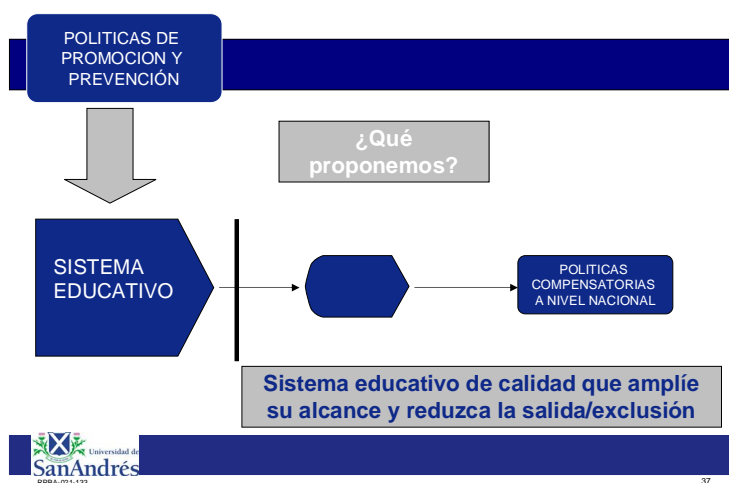 POLITICAS DE
PROMOCION Y
PREVENCIÓN
¿Qué
proponemos?
SISTEMA
EDUCATIVO
POLITICAS
COMPENSATORIAS
A NIVEL NACIONAL
Sistema educativo de calidad que amplíe
su alcance y reduzca la salida/exclusión
Universidad de
SanAndrés
37